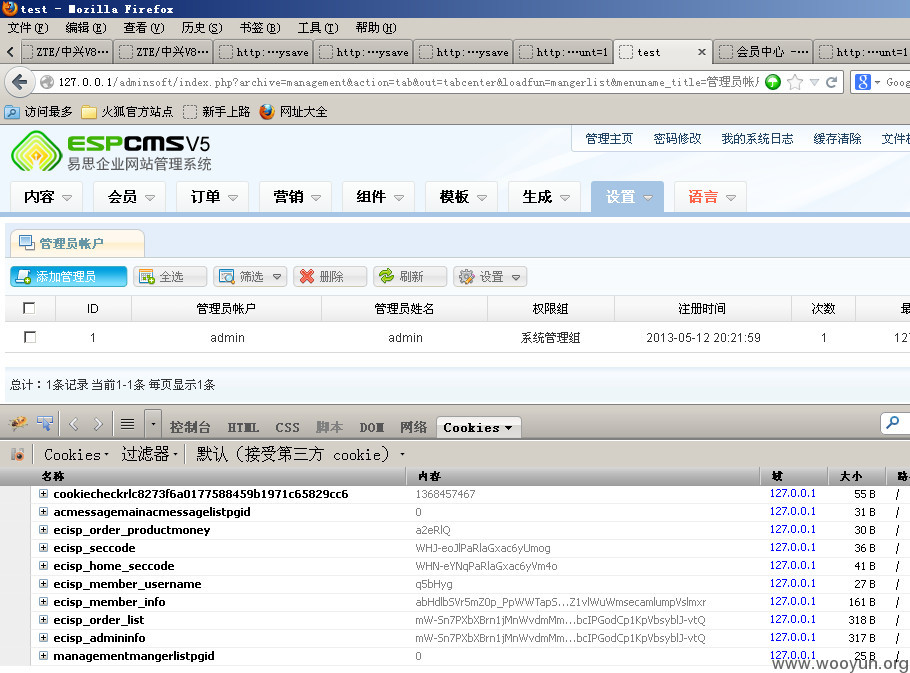 test - Mozilla Firefox
文件(F) 编辑(E) 查看(V) 历史(S) 书签(B) 工具(T) 帮助(H)
ZTE/中兴V8··· ZTE/中兴V8··· http:···ysave http:···ysave http:···ysave http:···unt=1 test 会员中心 -··· http:···unt=1
127.0.0.1/adminsoft/index.php?archive=management&action=tab&out=tabcenter&loadfun=mangerlist&menuname_title=管理员帐 Goog
访问最多 火狐官方站点 新手上路 网址大全
ESPCMS V5 管理主页 密码修改 我的系统日志 缓存清除
易思企业网站管理系统
内容 会员 订单 营销 组件 模板 生成 设置 语言
管理员帐户
添加管理员 全选 筛选 删除 刷新 设置
ID 管理员帐户 管理员姓名 权限组 注册时间 次数
1 admin admin 系统管理组 2013-05-12 20:21:59 1 12
总计：1条记录 当前1-1条 每页显示1条
控制台 HTML CSS 脚本 DOM 网络 Cookies
Cookies 过滤器 默认（接受第三方 cookie）
名称 内容 域 大小 路
cookiecheckrlc8273f6a0177588459b1971c65829cc6 1368457467 127.0.0.1 55 B /
acmessagemainacmessagelistpgid 0 127.0.0.1 31 B /
ecisp_order_productmoney a2eRlQ 127.0.0.1 30 B /
ecisp_seccode WHJ-eoJlPaRlaGxac6yUmog 127.0.0.1 36 B /
ecisp_home_seccode WHN-eYNqPaRlaGxac6yVm4o 127.0.0.1 41 B /
ecisp_member_username q5bHyg 127.0.0.1 27 B /
ecisp_member_info abHdlbSVr5mZ0p_PpWWTapS...Z1vlWuWmsecamlumpVslmxr 127.0.0.1 161 B /
ecisp_order_list mW-Sn7PXbXBrn1jMnWvdmMm...bcIPGodCp1KpVbsyblJ-vtQ 127.0.0.1 318 B /
ecisp_admininfo mW-Sn7PXbXBrn1jMnWvdmMm...bcIPGodCp1KpVbsyblJ-vtQ 127.0.0.1 317 B /
managementmangerlistpgid 0 127.0.0.1 25 B /
www.wooyun.org